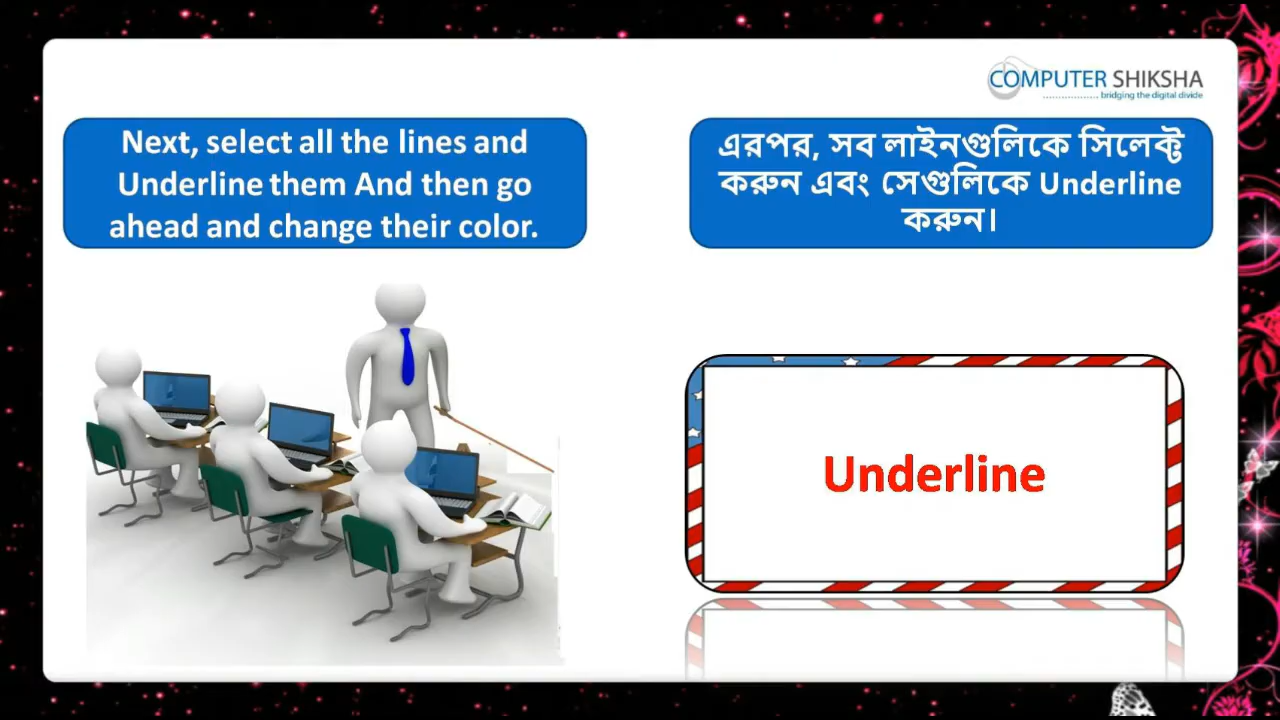 COMPUTER SHIKSHA
bridging the digital divide
Next, select all the lines and
Underline them And then go
ahead and change their color.
এরপর, সব লাইনগুলিকে সিলেক্ট
করুন এবং সেগুলিকে Underline
করুন।
Underline